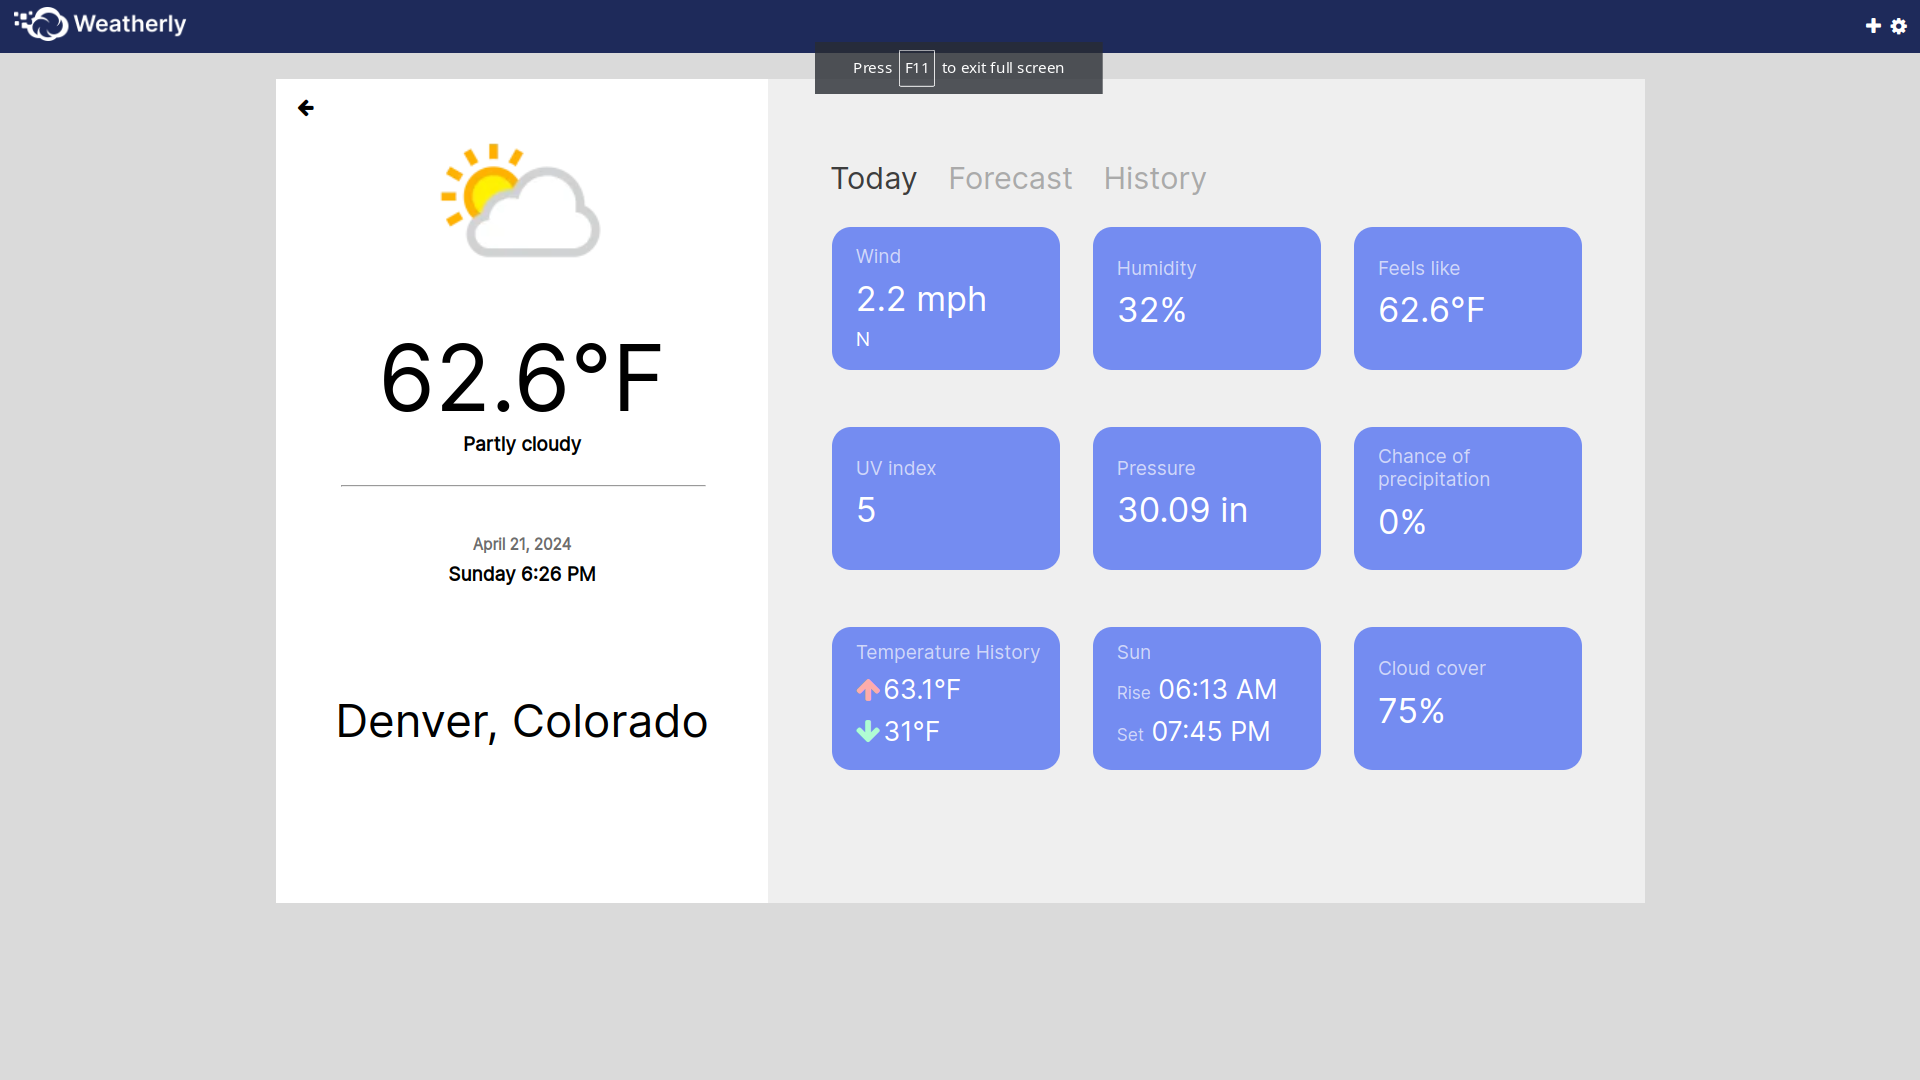 Weatherly
Press F11 to exit full screen
62.6°F
Partly cloudy
April 21, 2024
Sunday 6:26 PM
Denver, Colorado
Today Forecast History
Wind
2.2 mph
N
Humidity
32%
Feels like
62.6°F
UV index
5
Pressure
30.09 in
Chance of
precipitation
0%
Temperature History
63.1°F
31°F
Sun
Rise 06:13 AM
Set 07:45 PM
Cloud cover
75%